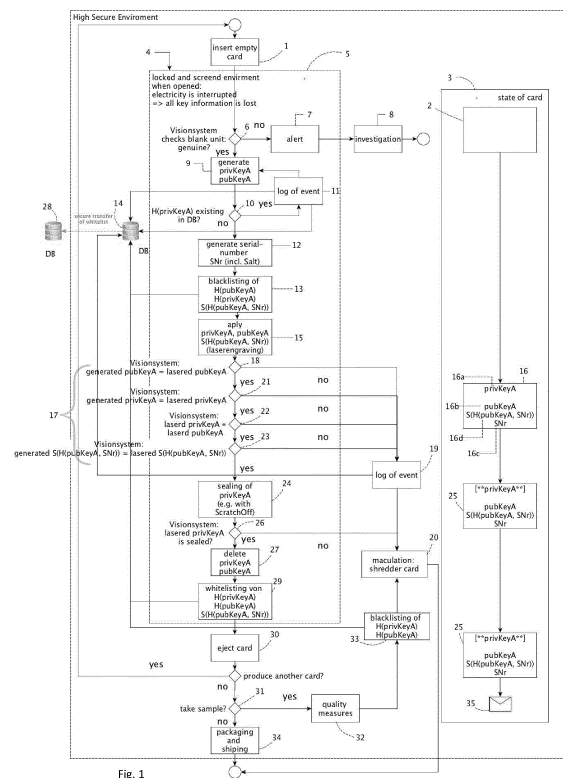 High Secure Enviroment
insert empty
card
1
4
5
locked and screend envirment
when opened:
electricity is interrupted
=> all key information is lost
3
state of card
2
Visionsystem
checks blank unit:
genuine?
6
no
7
alert
8
investigation
yes
9
generate
privKeyA
pubKeyA
log of event
11
H(privKeyA) existing
in DB?
10
yes
no
28
14
secure transfer
of whitelist
DB
DB
generate serial-
number
SNr (incl. Salt)
12
blacklisting of
H(pubKeyA)
H(privKeyA)
S(H(pubKeyA, SNr))
13
aply
privKeyA, pubKeyA
S(H(pubKeyA, SNr))
(laserengraving)
15
Visionsystem:
generated pubKeyA = lasered pubKeyA
18
yes
no
Visionsystem:
generated privKeyA = lasered privKeyA
21
17
yes
no
Visionsystem:
laserd privKeyA =
laserd pubKeyA
22
yes
no
Visionsystem:
generated S(H(pubKeyA, SNr)) = lasered S(H(pubKeyA, SNr))
23
yes
log of event
19
16a
16
privKeyA
16b
pubKeyA
S(H(pubKeyA, SNr))
SNr
16d
16c
sealing of
privKeyA
(e.g. with
ScratchOff)
24
Visionsystem:
lasered privKeyA
is sealed?
26
yes
no
25
[**privKeyA**]
pubKeyA
S(H(pubKeyA, SNr))
SNr
delete
privKeyA
pubKeyA
27
maculation:
shredder card
20
whitelisting von
H(privKeyA)
H(pubKeyA)
S(H(pubKeyA, SNr))
29
blacklisting of
H(privKeyA)
H(pubKeyA)
33
eject card
30
25
[**privKeyA**]
pubKeyA
S(H(pubKeyA, SNr))
SNr
yes
produce another card?
no
take sample?
31
yes
quality
measures
32
35
no
packaging
and
shiping
34
Fig. 1